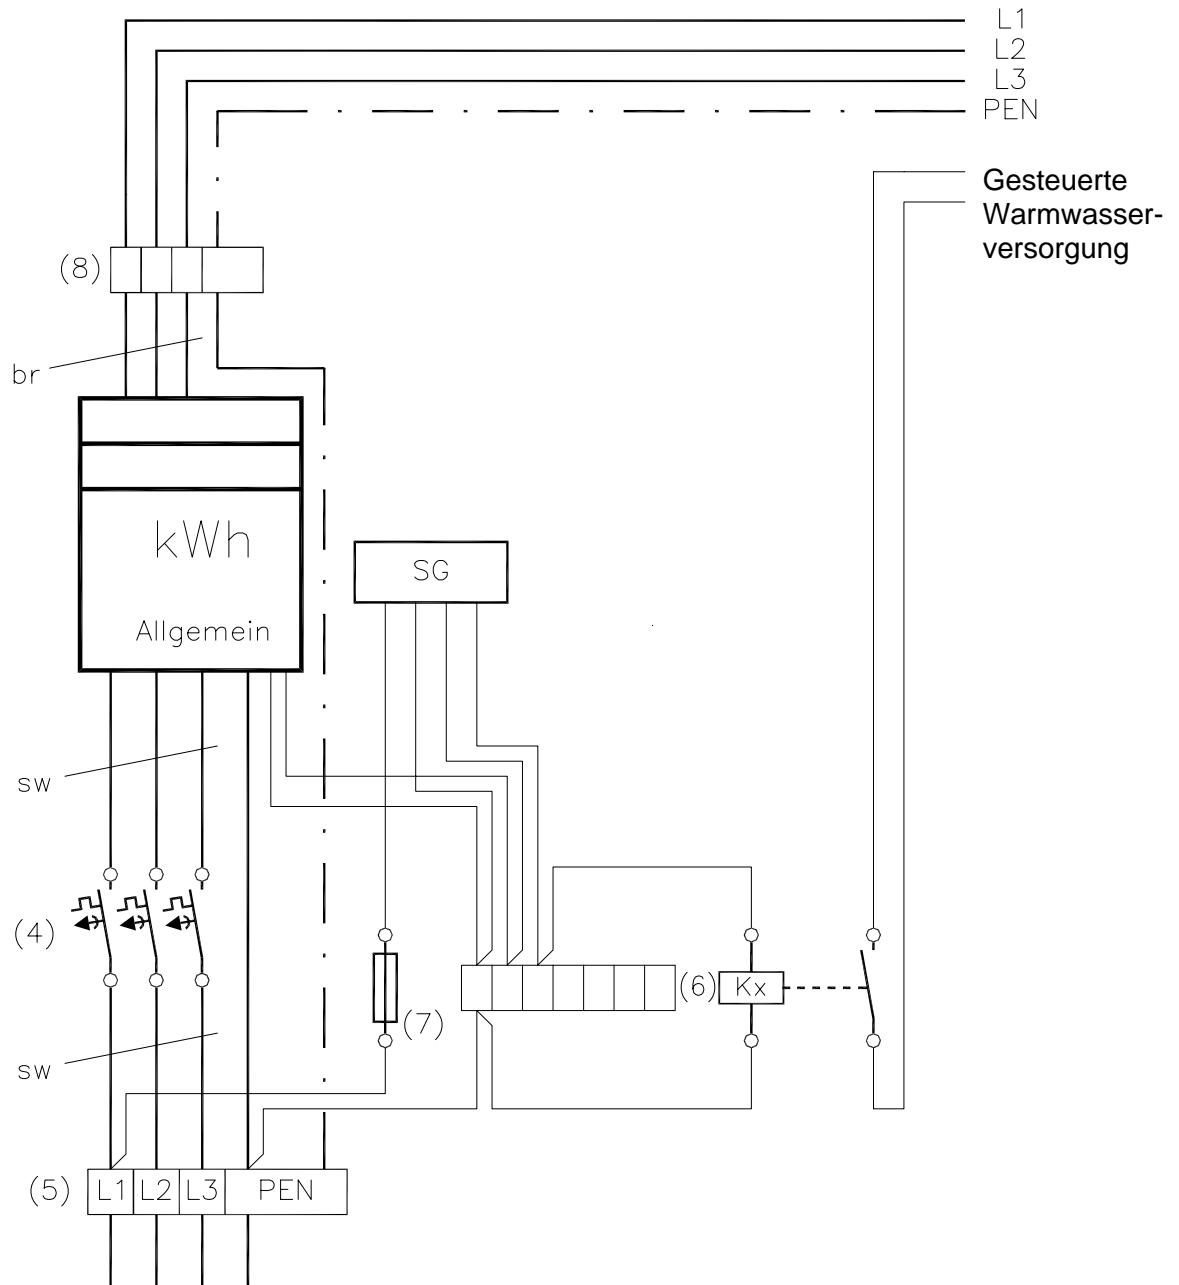 L1
L2
L3
PEN
Gesteuerte
Warmwasser-
versorgung
(8)
br
kWh
Allgemein
SG
sw
(4)
(6)
Kx
(7)
sw
(5)
L1
L2
L3
PEN